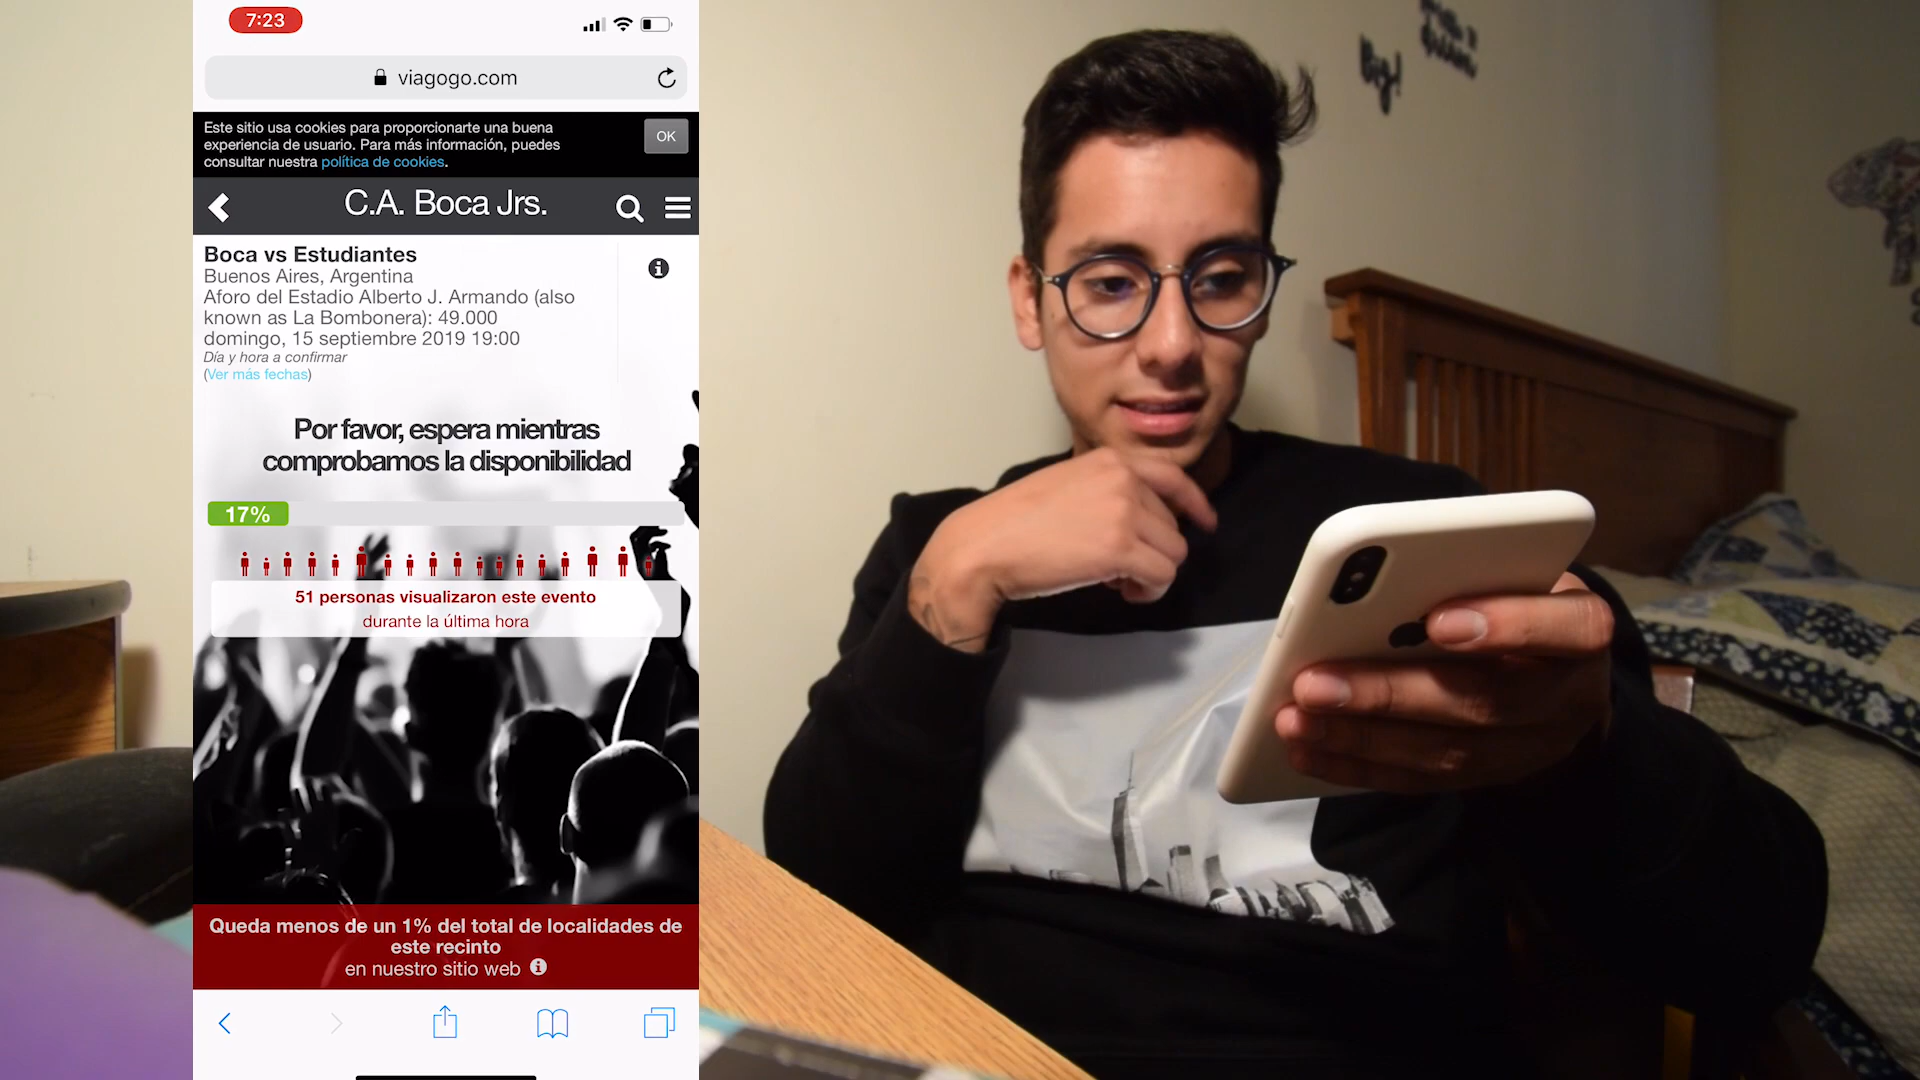 7:23
viagogo.com
Este sitio usa cookies para proporcionarte una buena
experiencia de usuario. Para más información, puedes
consultar nuestra política de cookies.
OK
C.A. Boca Jrs.
Boca vs Estudiantes
Buenos Aires, Argentina
Aforo del Estadio Alberto J. Armando (also
known as La Bombonera): 49.000
domingo, 15 septiembre 2019 19:00
Día y hora a confirmar
(Ver más fechas)
Por favor, espera mientras
comprobamos la disponibilidad
17%
51 personas visualizaron este evento
durante la última hora
Queda menos de un 1% del total de localidades de
este recinto
en nuestro sitio web